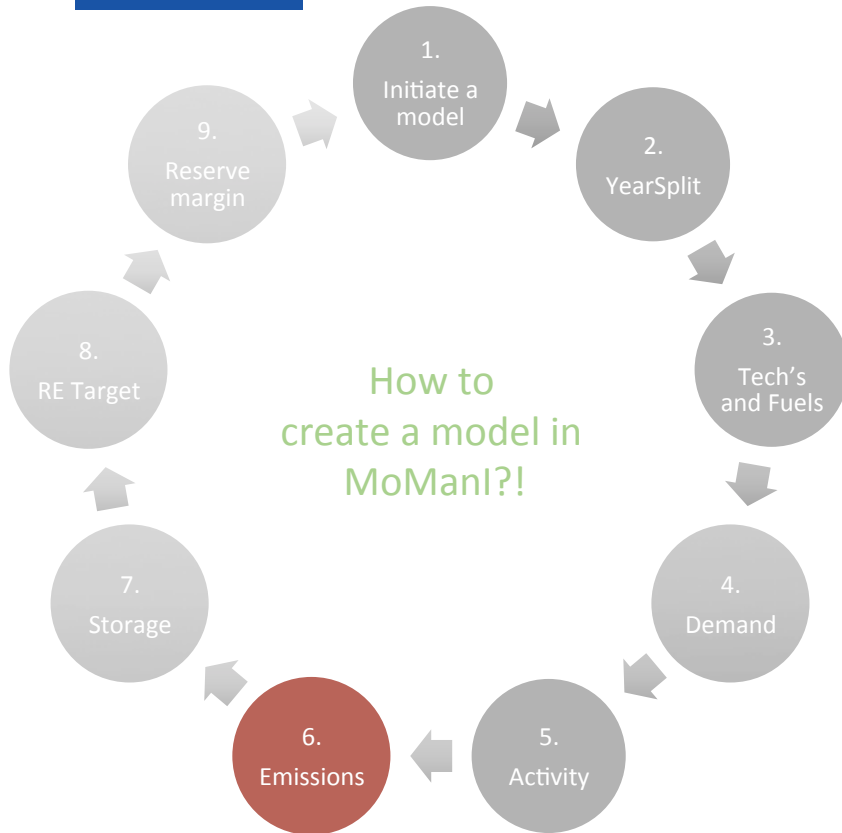 1.
Initiate a
model
2.
YearSplit
3.
Tech's
and Fuels
4.
Demand
5.
Activity
6.
Emissions
7.
Storage
8.
RE Target
9.
Reserve
margin
How to
create a model in
MoManI?!